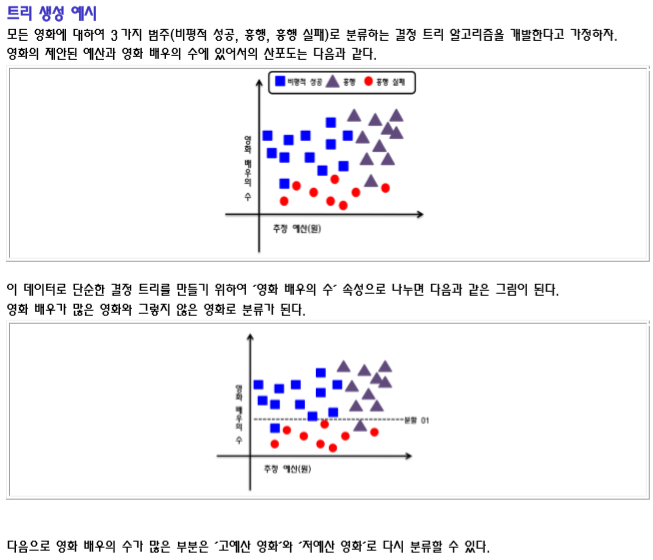 트리 생성 예시
모든 영화에 대하여 3가지 범주(비평적 성공, 흥행, 흥행 실패)로 분류하는 결정 트리 알고리즘을 개발한다고 가정하자.
영화의 제안된 예산과 영화 배우의 수에 있어서의 산포도는 다음과 같다.
비평적 성공 흥행 흥행 실패
영화 배우의 수
추정 예산(원)
이 데이터로 단순한 결정 트리를 만들기 위하여 ´영화 배우의 수´ 속성으로 나누면 다음과 같은 그림이 된다.
영화 배우가 많은 영화와 그렇지 않은 영화로 분류가 된다.
영화 배우의 수
분할 01
추정 예산(원)
다음으로 영화 배우의 수가 많은 부분은 ´고예산 영화´와 ´저예산 영화´로 다시 분류할 수 있다.